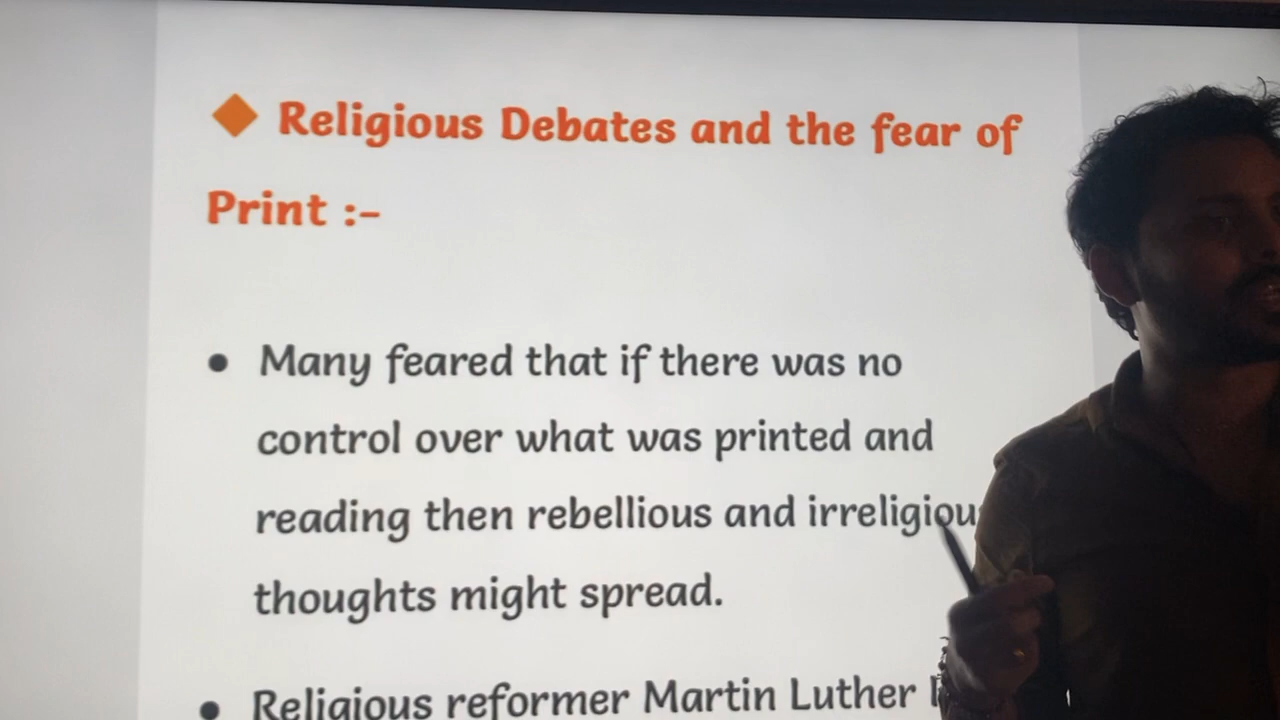 ◆ Religious Debates and the fear of
Print :-
● Many feared that if there was no
control over what was printed and
reading then rebellious and
thoughts might spread.
● Religious reformer Martin Luther